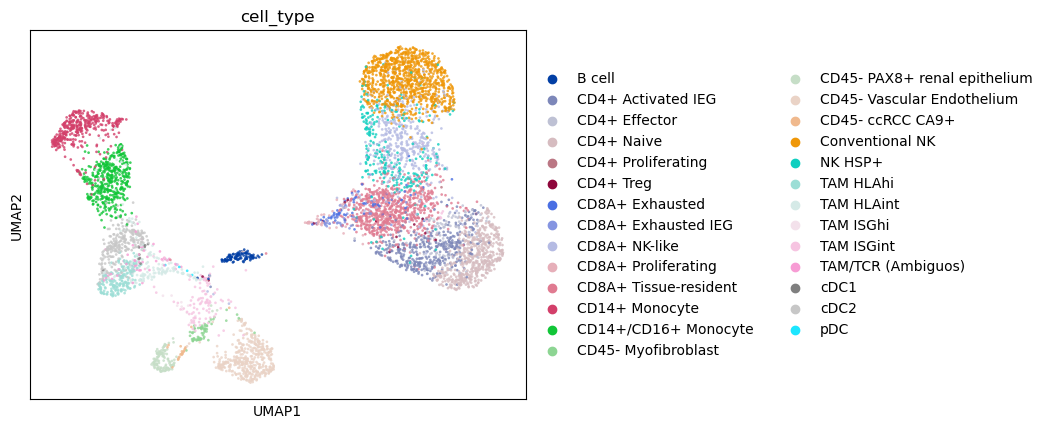 cell_type
UMAP2
UMAP1
B cell
CD4+ Activated IEG
CD4+ Effector
CD4+ Naive
CD4+ Proliferating
CD4+ Treg
CD8A+ Exhausted
CD8A+ Exhausted IEG
CD8A+ NK-like
CD8A+ Proliferating
CD8A+ Tissue-resident
CD14+ Monocyte
CD14+/CD16+ Monocyte
CD45- Myofibroblast
CD45- PAX8+ renal epithelium
CD45- Vascular Endothelium
CD45- ccRCC CA9+
Conventional NK
NK HSP+
TAM HLAhi
TAM HLAint
TAM ISGhi
TAM ISGint
TAM/TCR (Ambiguos)
cDC1
cDC2
pDC